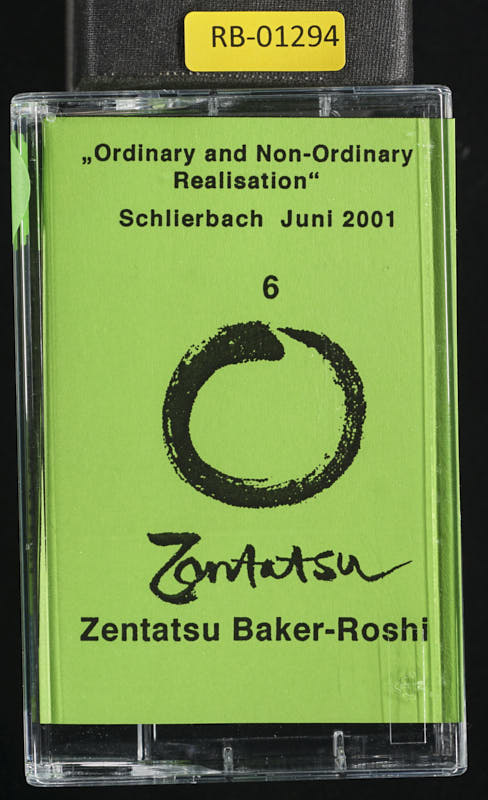 RB-01294
„Ordinary and Non-Ordinary
Realisation“
Schlierbach Juni 2001
6
Zentatsu
Zentatsu Baker-Roshi